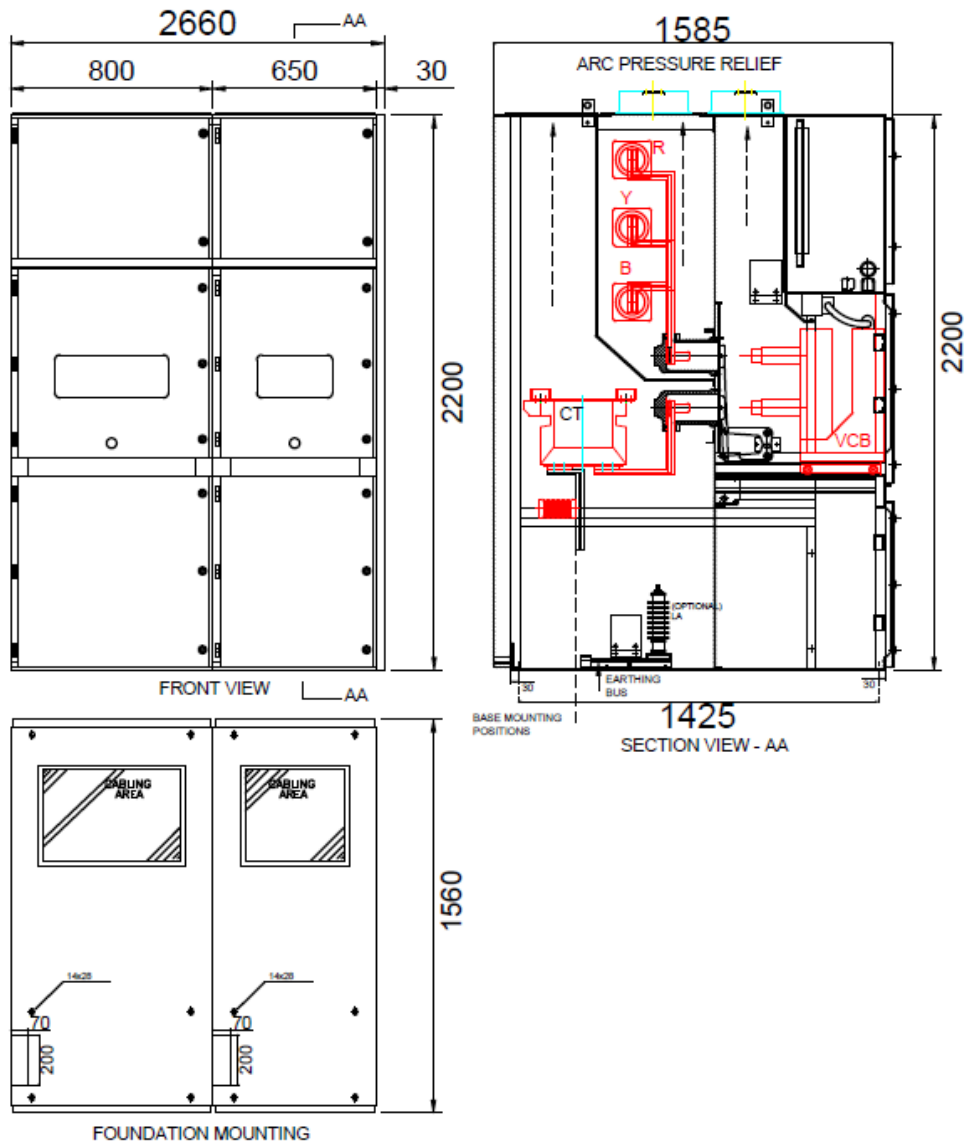 2660
AA
800
650
30
2200
FRONT VIEW
AA
1585
ARC PRESSURE RELIEF
R
Y
B
CT
VCB
2200
(OPTIONAL)
LA
30
EARTHING
BUS
30
BASE MOUNTING
POSITIONS
1425
SECTION VIEW - AA
CABLING
AREA
CABLING
AREA
1560
14x28
14x28
70
200
70
200
FOUNDATION MOUNTING